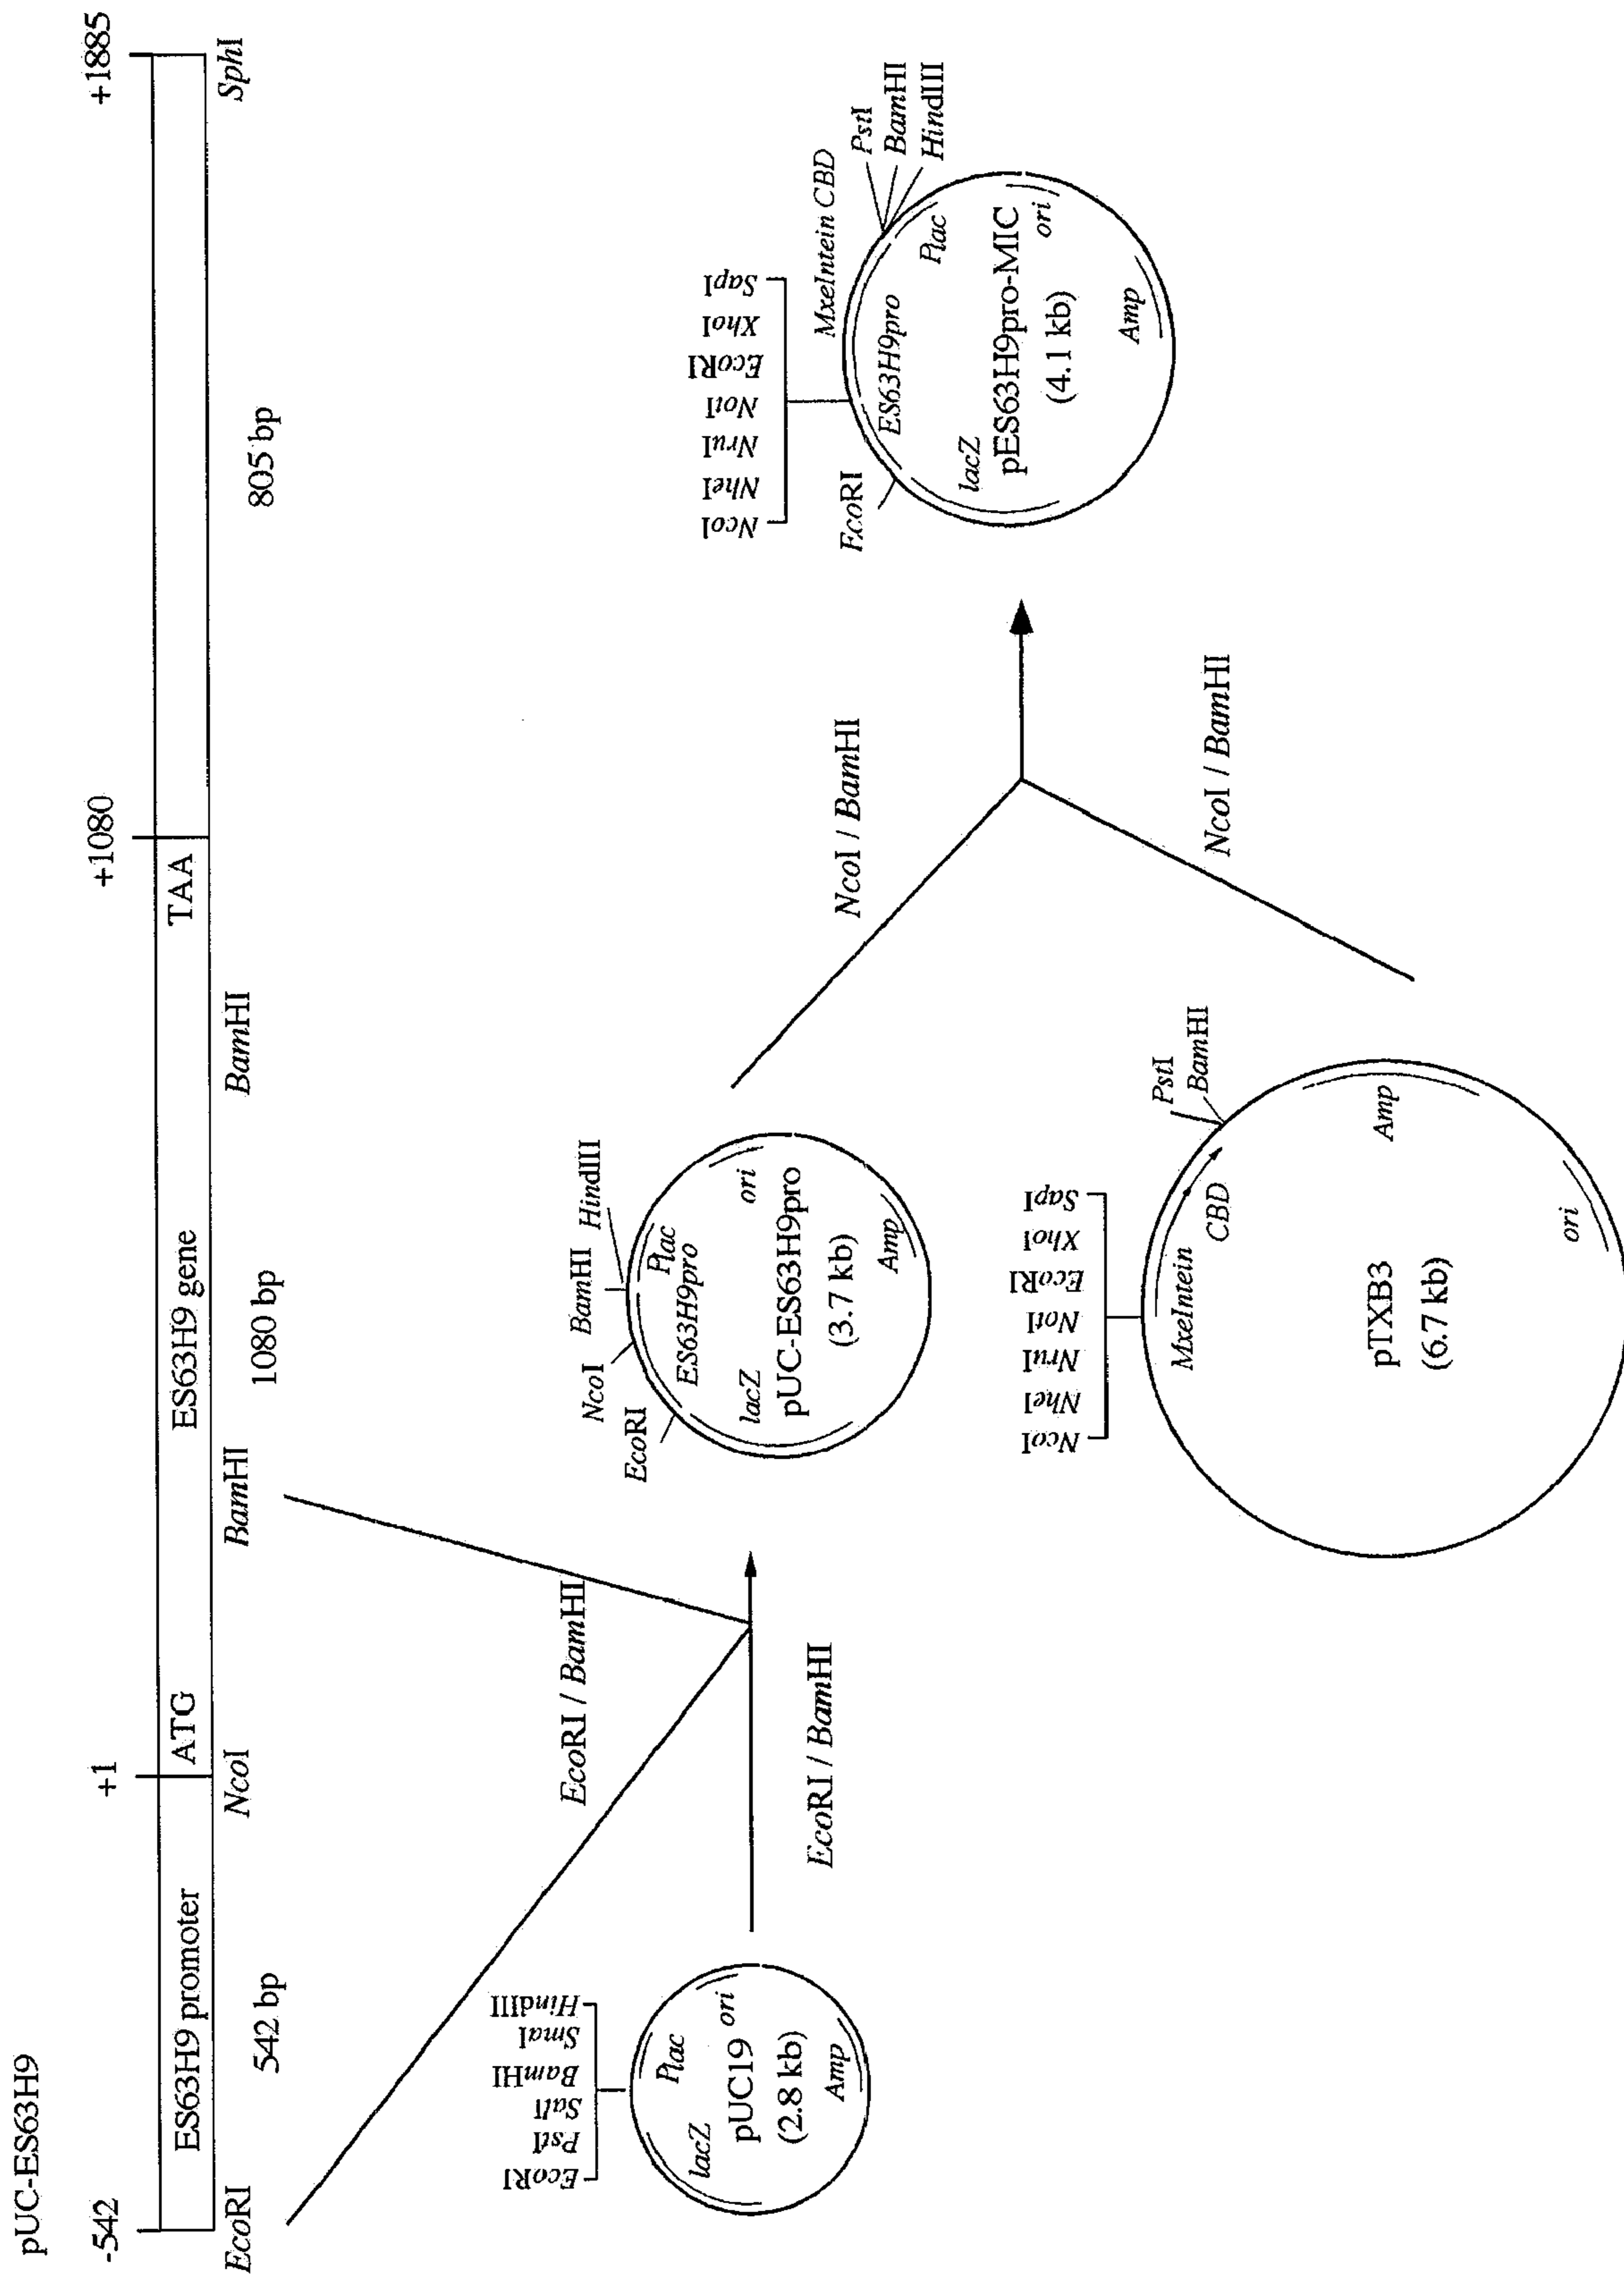 pUC-ES63H9
-542
+1
+1080
+1885
ES63H9 promoter
ATG
ES63H9 gene
TAA
EcoRI
NcoI
BamHI
BamHI
SphI
542 bp
1080 bp
805 bp
EcoRI / BamHI
EcoRI
PstI
SalI
BamHI
SmaI
HindIII
lacZ
Plac
ori
pUC19
(2.8 kb)
Amp
EcoRI / BamHI
EcoRI
NcoI
BamHI
HindIII
ES63H9pro
Plac
lacZ
ori
pUC-ES63H9pro
(3.7 kb)
Amp
NcoI / BamHI
NcoI
NheI
NruI
NotI
EcoRI
XhoI
SapI
PstI
BamHI
MxeIntein
CBD
Amp
pTXB3
(6.7 kb)
ori
NcoI / BamHI
NcoI
NheI
NruI
NotI
EcoRI
XhoI
SapI
EcoRI
MxeIntein CBD
PstI
BamHI
HindIII
ES63H9pro
Plac
lacZ
pES63H9pro-MIC
ori
(4.1 kb)
Amp